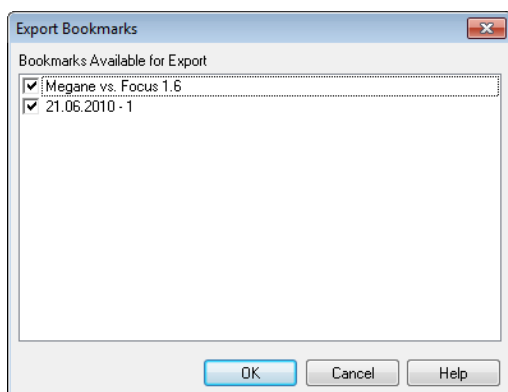 Export Bookmarks
Bookmarks Available for Export
Megane vs. Focus 1.6
21.06.2010 - 1
OK Cancel Help